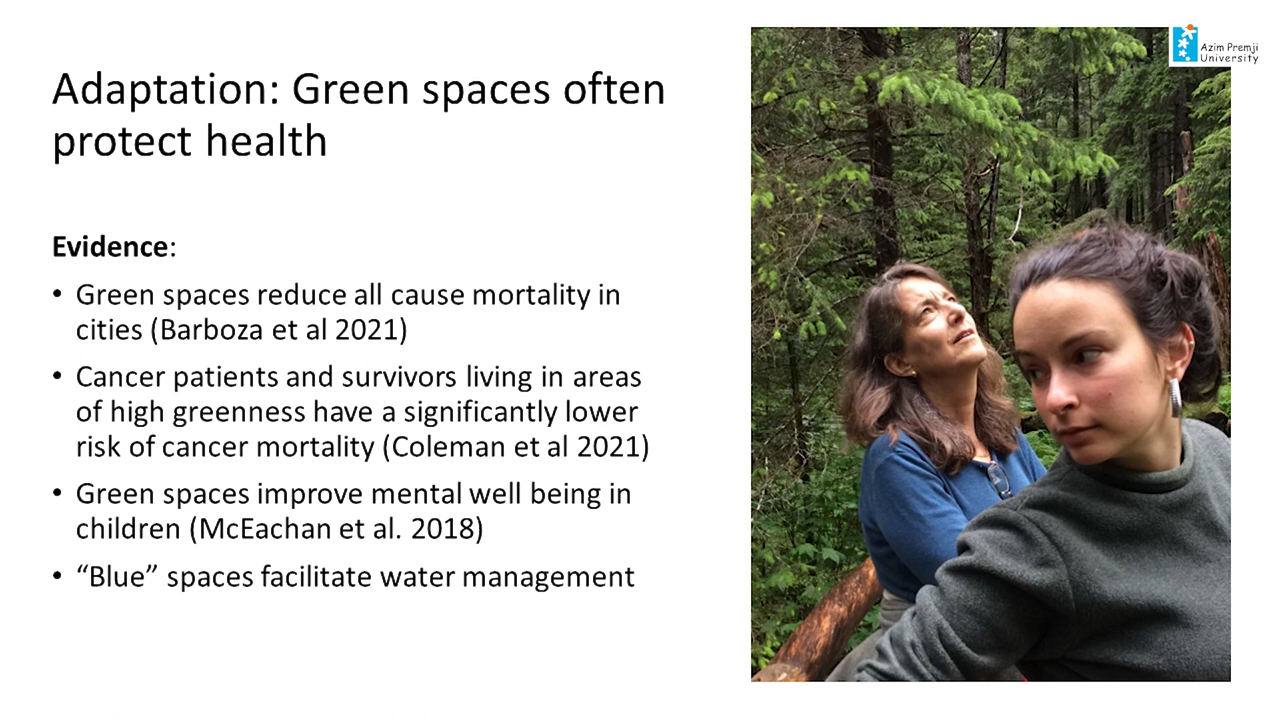 Adaptation: Green spaces often
protect health
Evidence:
• Green spaces reduce all cause mortality in
cities (Barboza et al 2021)
• Cancer patients and survivors living in areas
of high greenness have a significantly lower
risk of cancer mortality (Coleman et al 2021)
• Green spaces improve mental well being in
children (McEachan et al. 2018)
• “Blue” spaces facilitate water management
Azim Premji
University